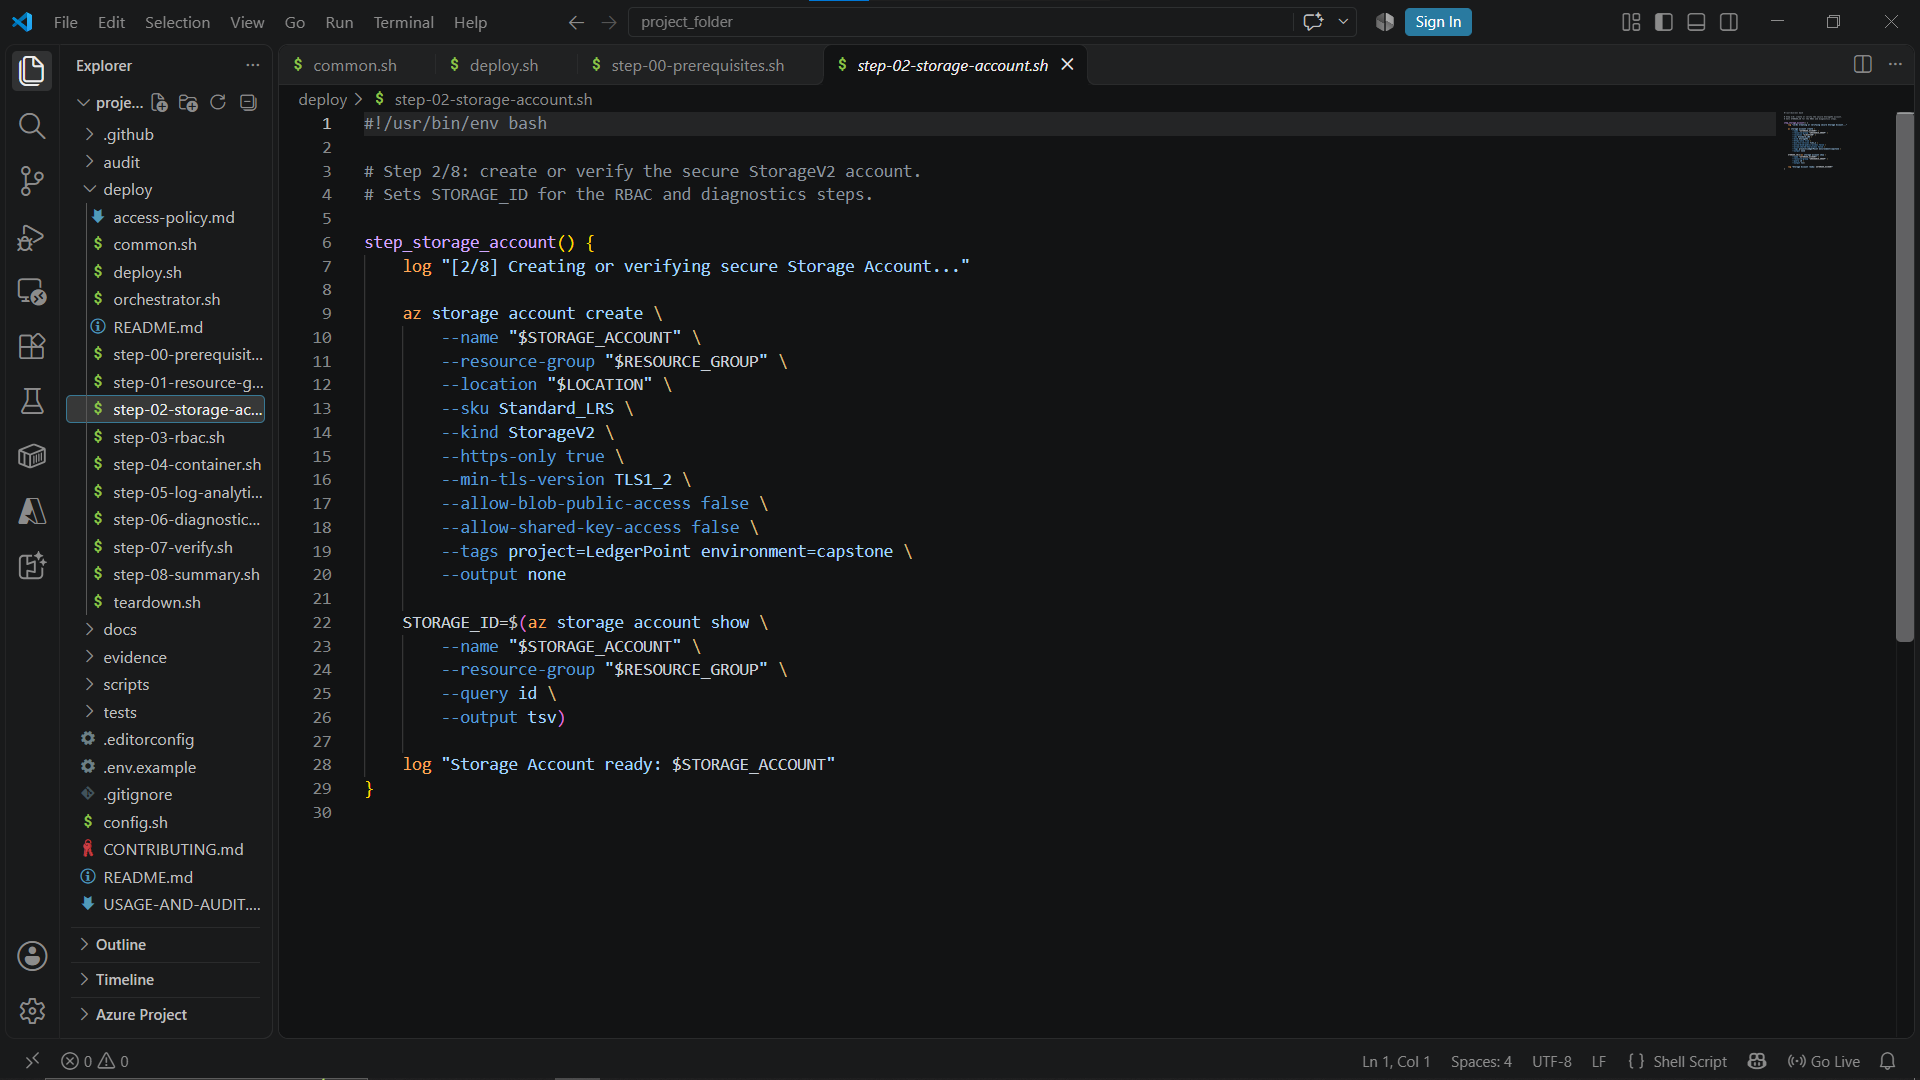 File Edit Selection View Go Run Terminal Help
project_folder
Sign In
Explorer
proje...
.github
audit
deploy
access-policy.md
common.sh
deploy.sh
orchestrator.sh
README.md
step-00-prerequisit...
step-01-resource-g...
step-02-storage-ac...
step-03-rbac.sh
step-04-container.sh
step-05-log-analyti...
step-06-diagnostic...
step-07-verify.sh
step-08-summary.sh
teardown.sh
docs
evidence
scripts
tests
.editorconfig
.env.example
.gitignore
config.sh
CONTRIBUTING.md
README.md
USAGE-AND-AUDIT....
Outline
Timeline
Azure Project
$ common.sh $ deploy.sh $ step-00-prerequisites.sh $ step-02-storage-account.sh
deploy > $ step-02-storage-account.sh
1 #!/usr/bin/env bash
2
3 # Step 2/8: create or verify the secure StorageV2 account.
4 # Sets STORAGE_ID for the RBAC and diagnostics steps.
5
6 step_storage_account() {
7 log "[2/8] Creating or verifying secure Storage Account..."
8
9 az storage account create \
10 --name "$STORAGE_ACCOUNT" \
11 --resource-group "$RESOURCE_GROUP" \
12 --location "$LOCATION" \
13 --sku Standard_LRS \
14 --kind StorageV2 \
15 --https-only true \
16 --min-tls-version TLS1_2 \
17 --allow-blob-public-access false \
18 --allow-shared-key-access false \
19 --tags project=LedgerPoint environment=capstone \
20 --output none
21
22 STORAGE_ID=$(az storage account show \
23 --name "$STORAGE_ACCOUNT" \
24 --resource-group "$RESOURCE_GROUP" \
25 --query id \
26 --output tsv)
27
28 log "Storage Account ready: $STORAGE_ACCOUNT"
29 }
30
0 0
Ln 1, Col 1 Spaces: 4 UTF-8 LF { } Shell Script Go Live